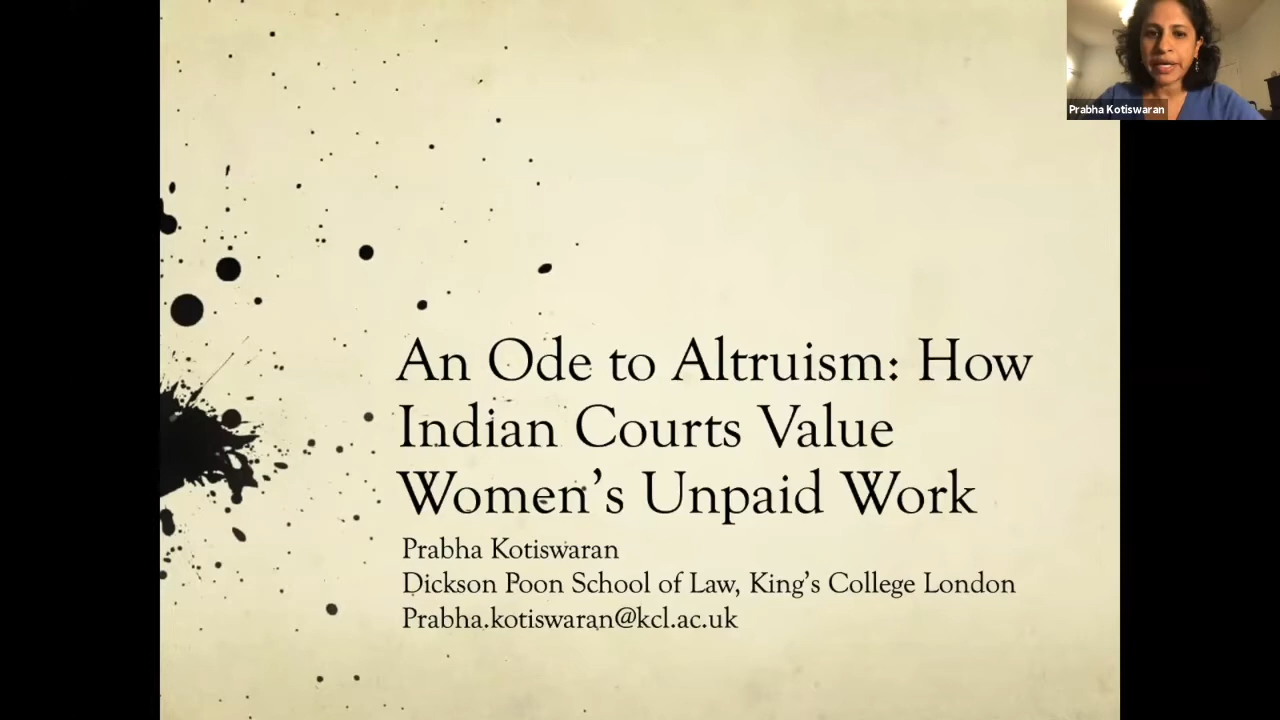 Prabha Kotiswaran
An Ode to Altruism: How
Indian Courts Value
Women's Unpaid Work
Prabha Kotiswaran
Dickson Poon School of Law, King's College London
Prabha.kotiswaran@kcl.ac.uk